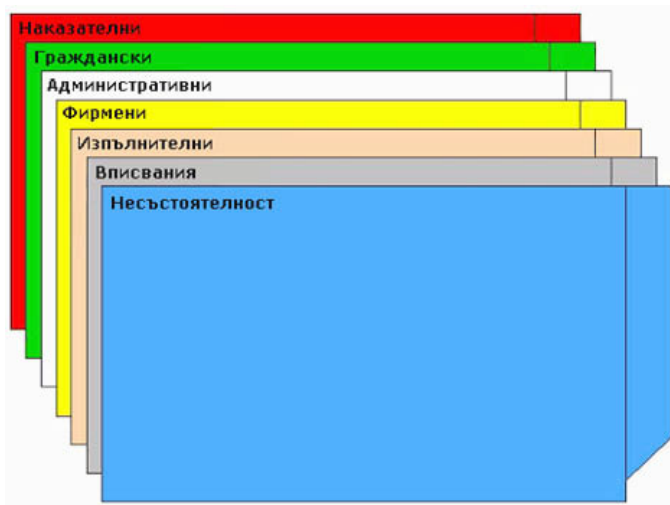 Наказателни
Граждански
Административни
Фирмени
Изпълнителни
Вписвания
Несъстоятелност